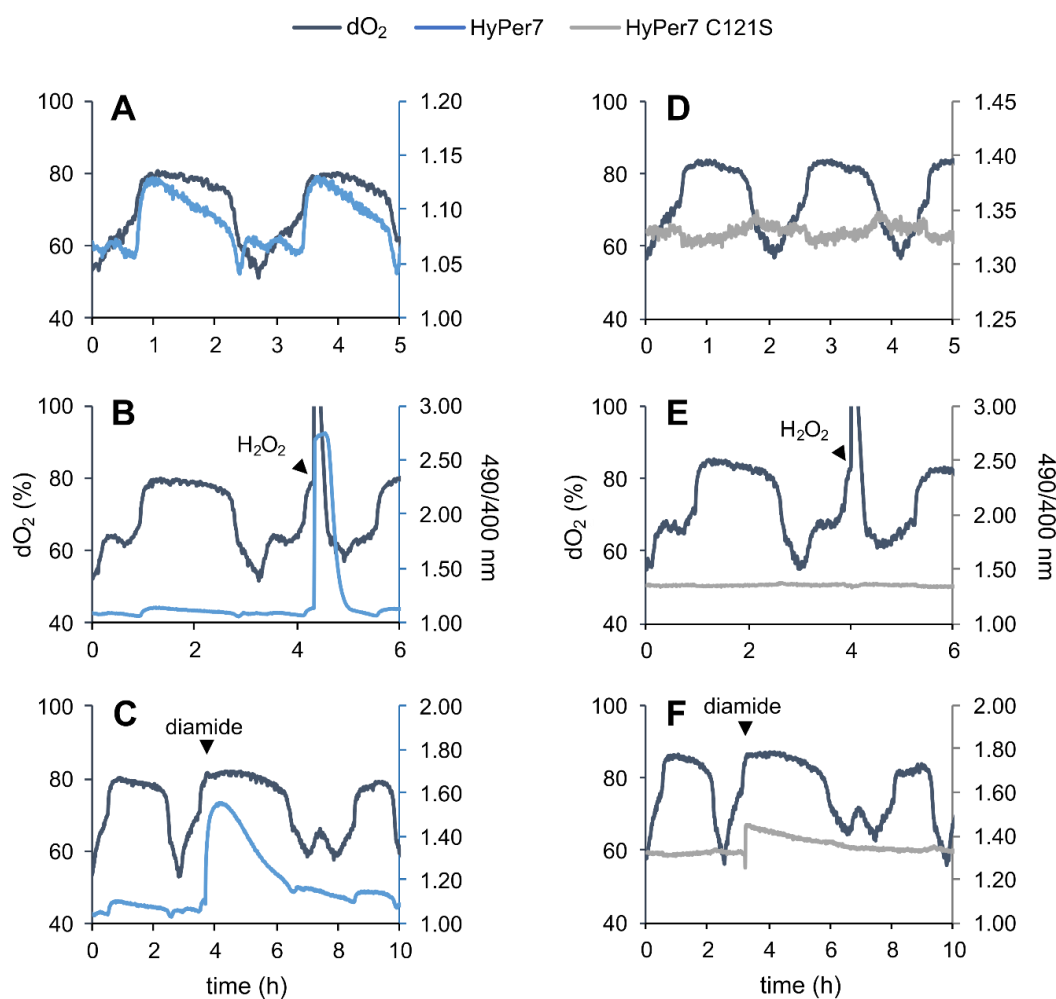 dO₂ HyPer7 HyPer7 C121S
A
100 80 60 40
1.20 1.15 1.10 1.05 1.00
0 1 2 3 4 5
D
100 80 60 40
1.45 1.40 1.35 1.30 1.25
0 1 2 3 4 5
B
H₂O₂
dO₂ (%)
100 80 60 40
3.00 2.50 2.00 1.50 1.00
490/400 nm
0 2 4 6
E
H₂O₂
dO₂ (%)
100 80 60 40
3.00 2.50 2.00 1.50 1.00
490/400 nm
0 2 4 6
C
diamide
100 80 60 40
2.00 1.80 1.60 1.40 1.20 1.00
0 2 4 6 8 10
time (h)
F
diamide
100 80 60 40
2.00 1.80 1.60 1.40 1.20 1.00
0 2 4 6 8 10
time (h)